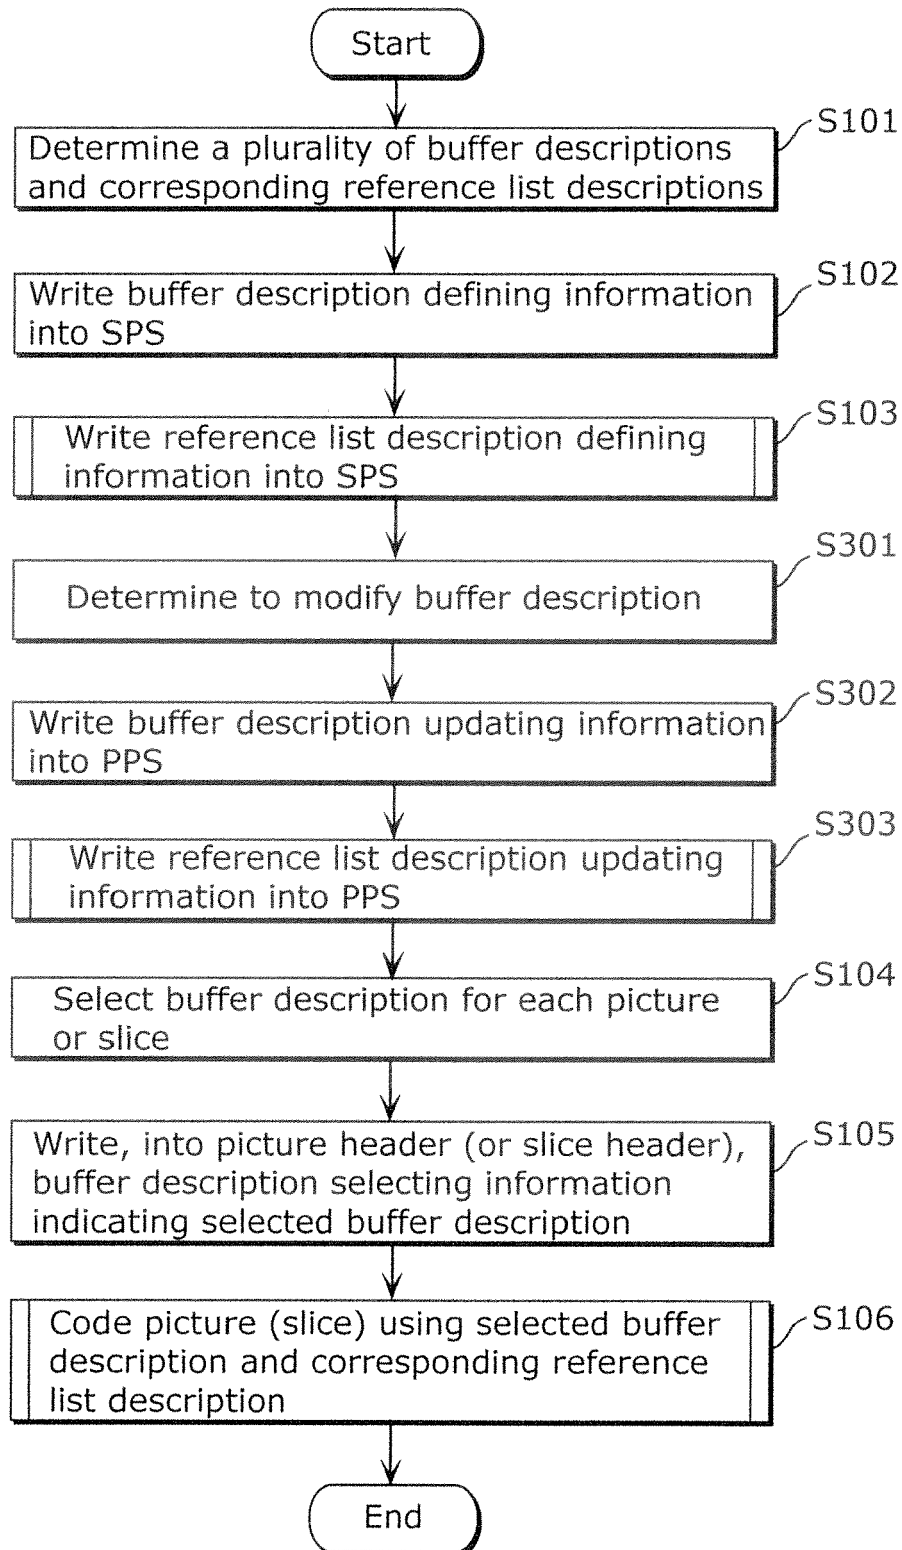 Start
S101
Determine a plurality of buffer descriptions
and corresponding reference list descriptions
S102
Write buffer description defining information
into SPS
S103
Write reference list description defining
information into SPS
S301
Determine to modify buffer description
S302
Write buffer description updating information
into PPS
S303
Write reference list description updating
information into PPS
S104
Select buffer description for each picture
or slice
S105
Write, into picture header (or slice header),
buffer description selecting information
indicating selected buffer description
S106
Code picture (slice) using selected buffer
description and corresponding reference
list description
End